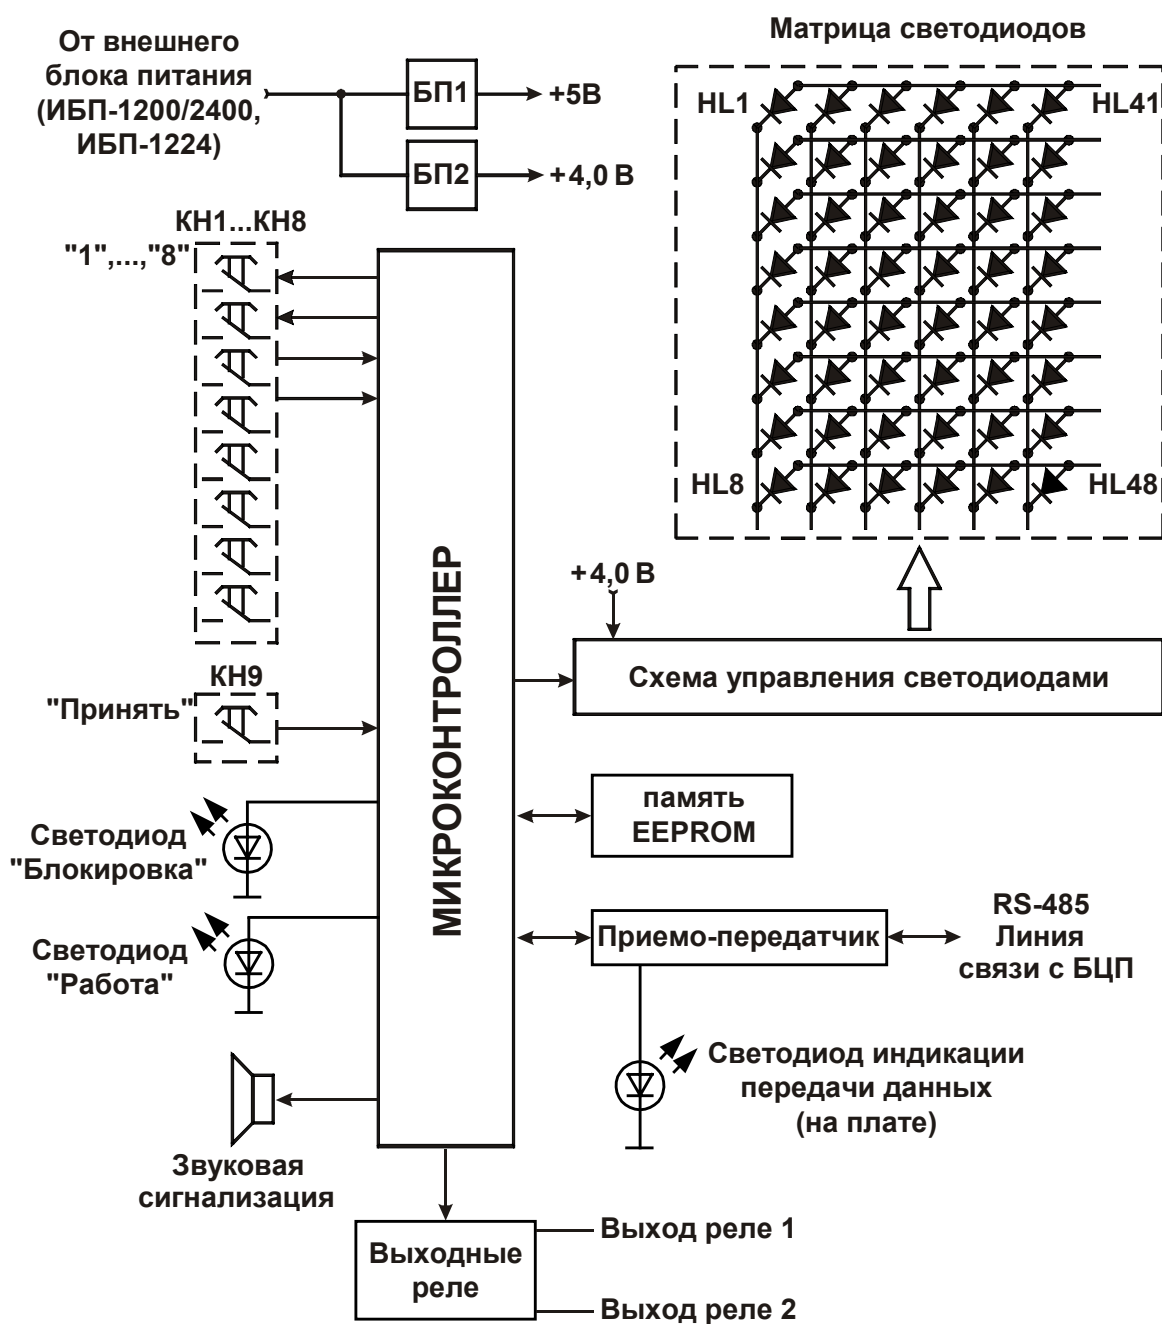 От внешнего
блока питания
(ИБП-1200/2400,
ИБП-1224)
БП1
+5В
БП2
+4,0 В
Матрица светодиодов
HL1
HL41
HL8
HL48
КН1...КН8
"1",...,"8"
КН9
"Принять"
МИКРОКОНТРОЛЛЕР
+4,0 В
Схема управления светодиодами
память
EEPROM
Светодиод
"Блокировка"
Приемо-передатчик
RS-485
Линия
связи с БЦП
Светодиод
"Работа"
Светодиод индикации
передачи данных
(на плате)
Звуковая
сигнализация
Выходные
реле
Выход реле 1
Выход реле 2